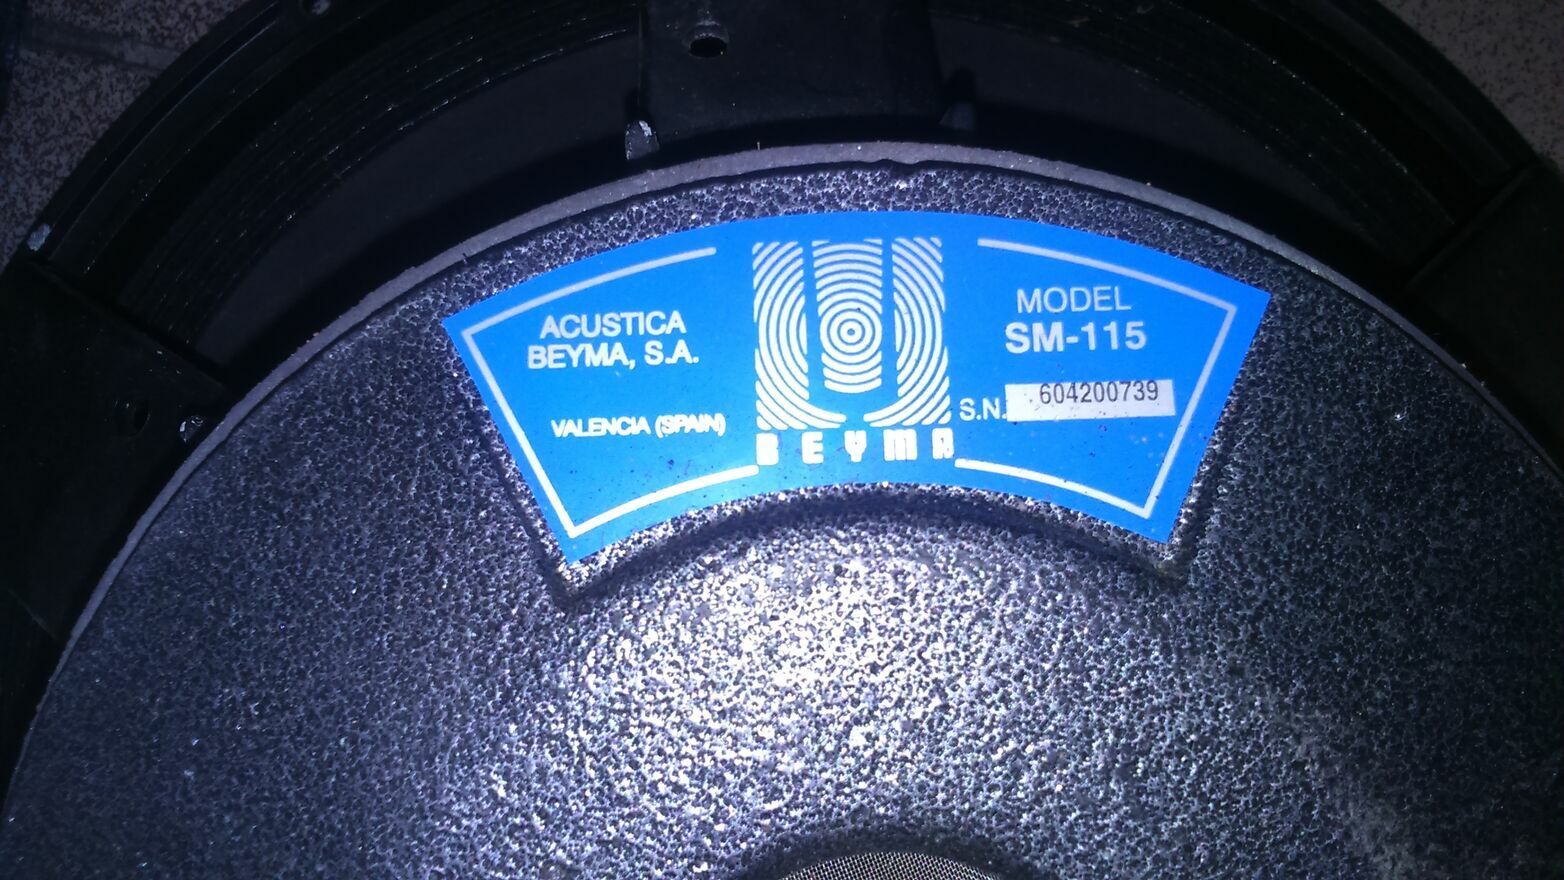 ACUSTICA
BEYMA, S.A.
VALENCIA (SPAIN)
BEYMA
MODEL
SM-115
S.N. 604200739